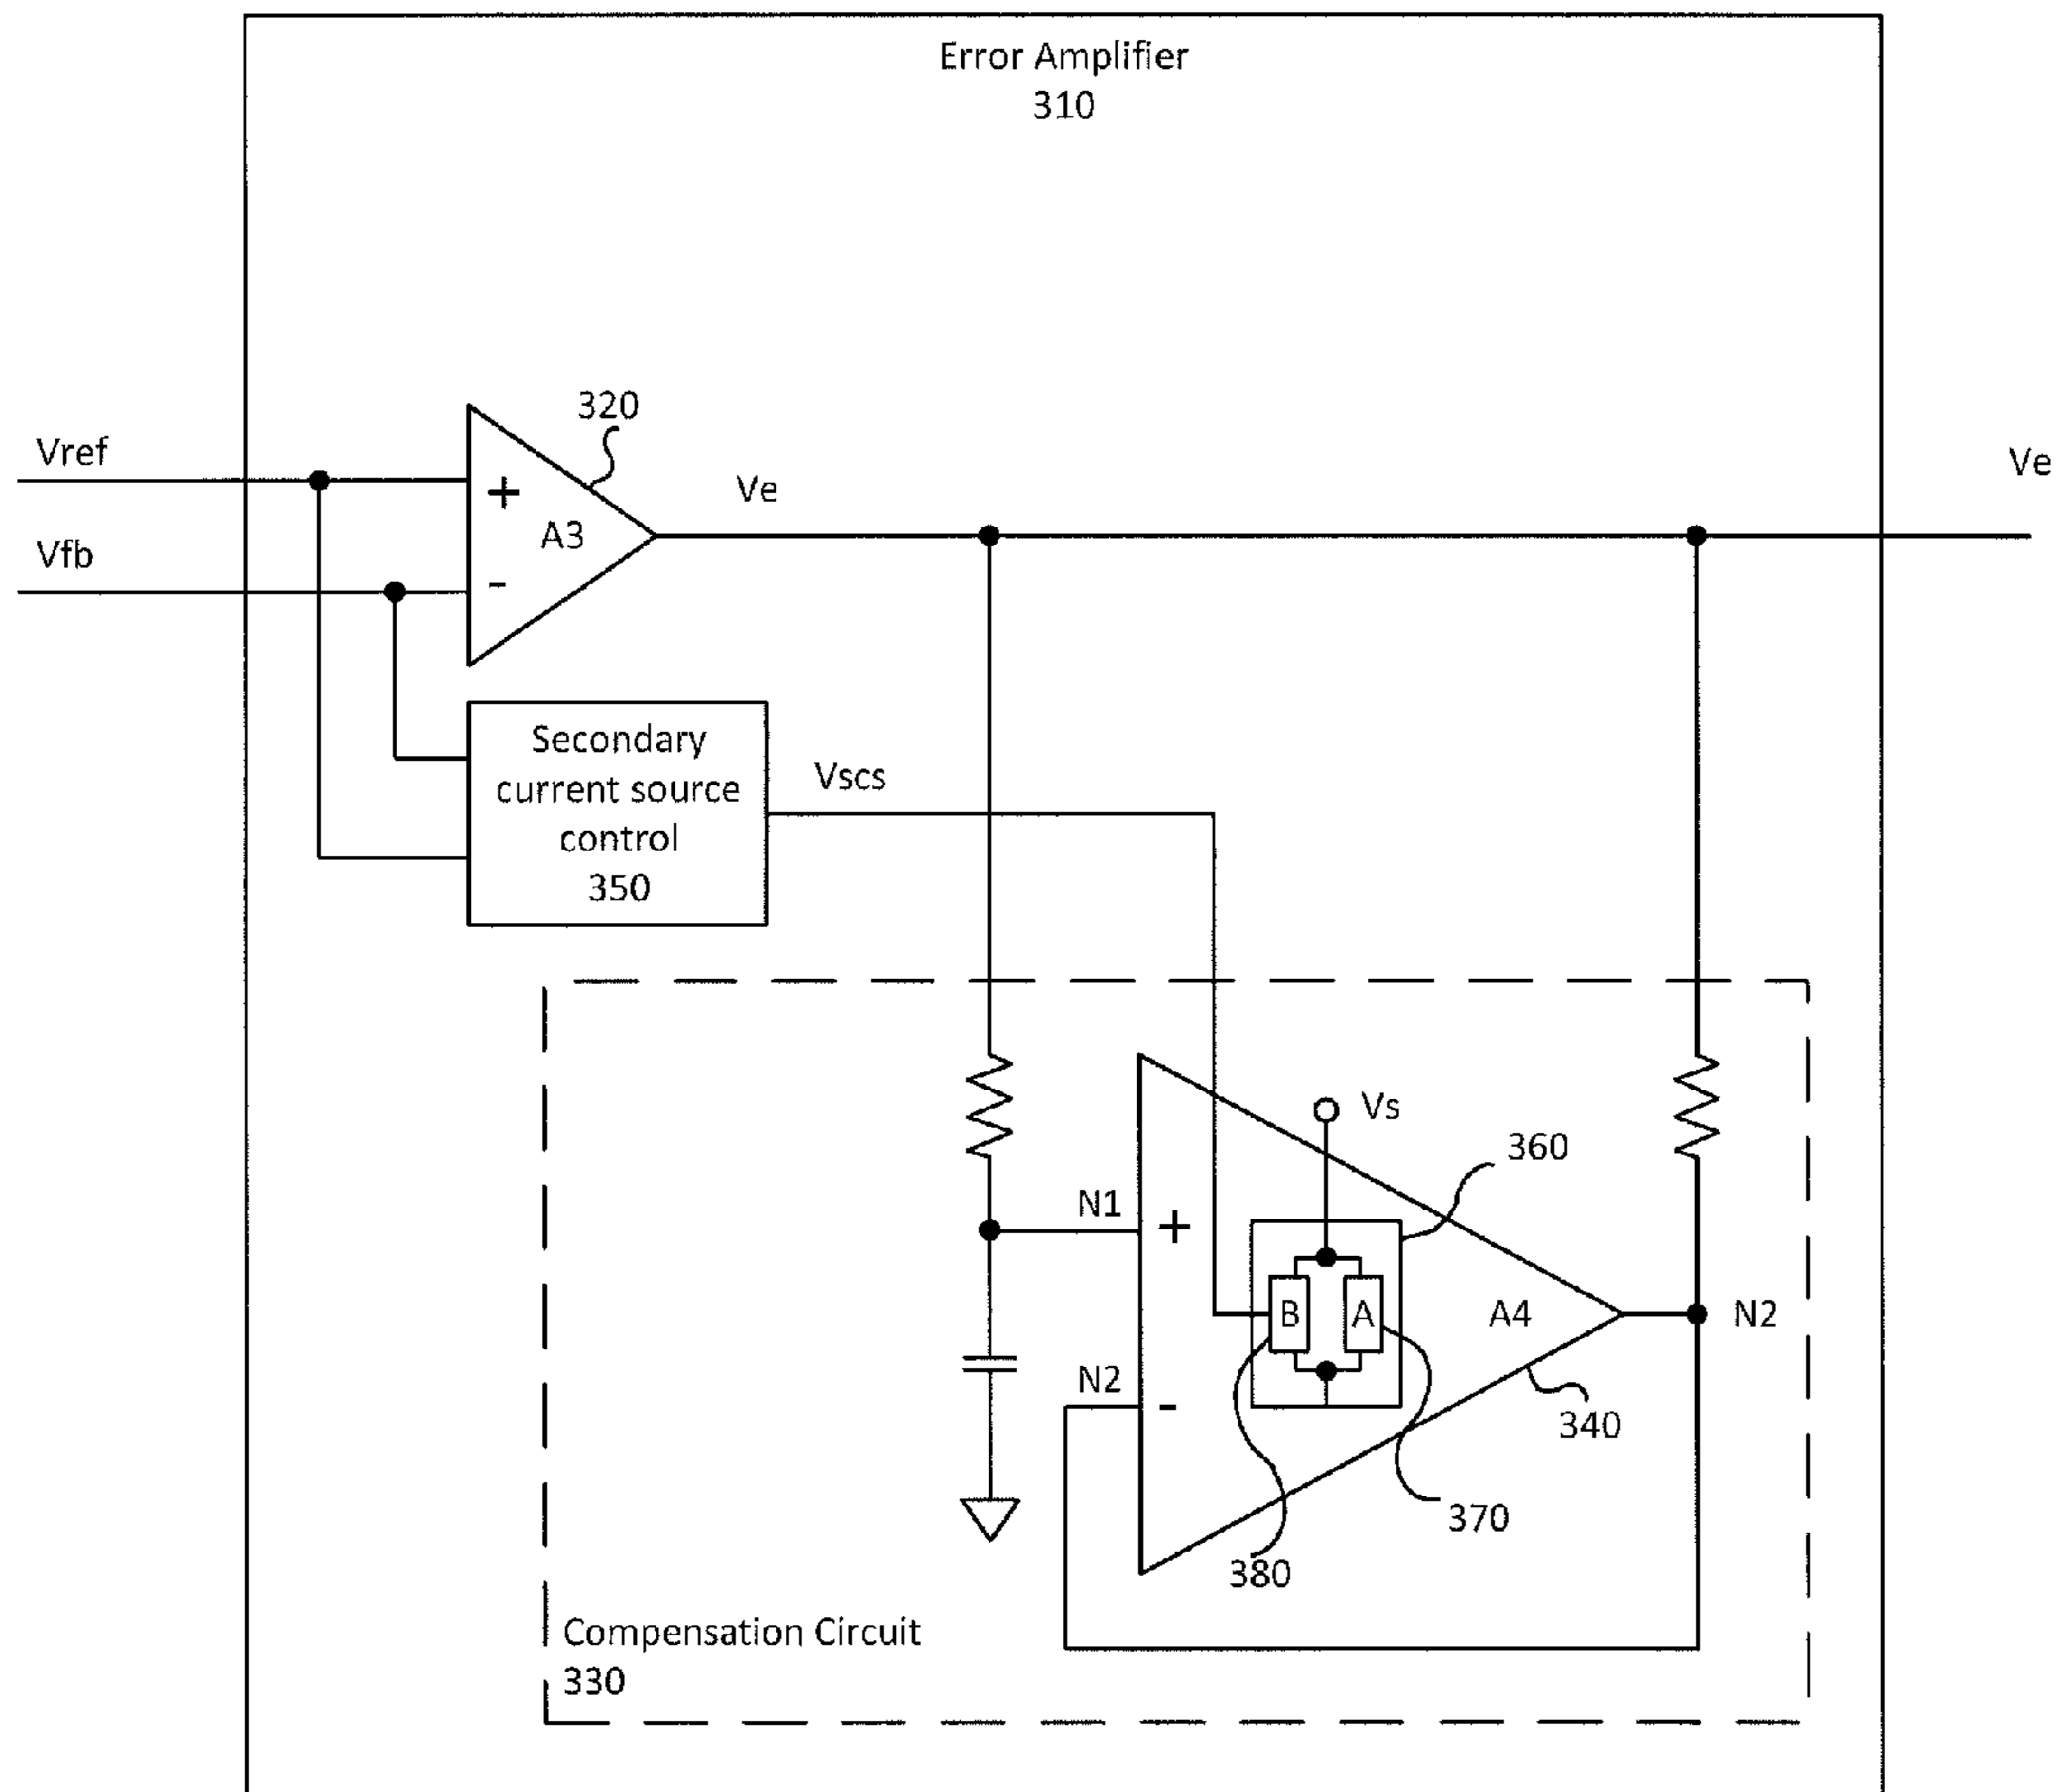 Error Amplifier
310
320
Vref
+
A3
Ve
Ve
Vfb
-
Secondary
current source
control
350
Vscs
Vs
360
N1
+
B
A
A4
N2
N2
-
340
370
380
Compensation Circuit
330